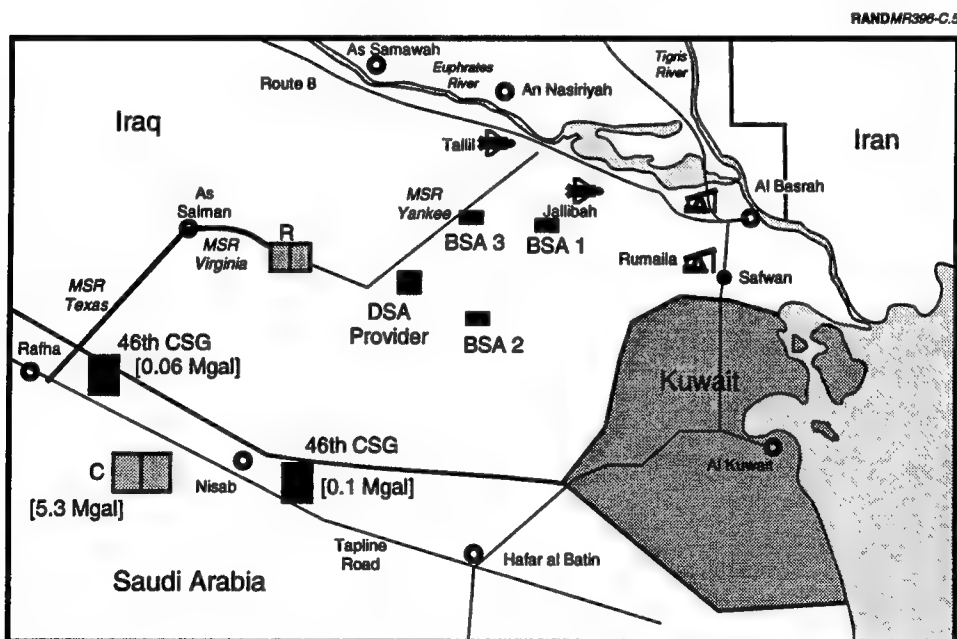 RANDMR396-C.5
As Samawah
Euphrates
River
Tigris
River
Route 8
An Nasiriyah
Iraq
Iran
Tallil
Al Basrah
MSR
Yankee
Jallibah
As
Salman
R
MSR
Virginia
BSA 3
BSA 1
Rumaila
Safwan
MSR
Texas
DSA
Provider
BSA 2
46th CSG
[0.06 Mgal]
Rafha
Kuwait
46th CSG
[0.1 Mgal]
C
[5.3 Mgal]
Nisab
Al Kuwait
Tapline
Road
Hafar al Batin
Saudi Arabia